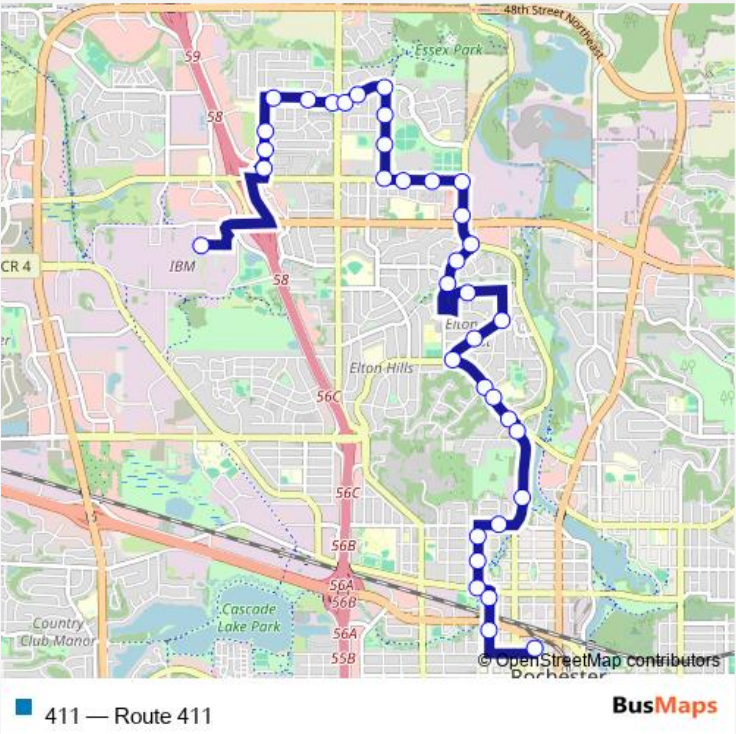 48th Street Northeast
59
Essex Park
58
CR 4
IBM
58
Elton
Elton Hills
56C
56C
56B
56A
56B
Cascade
Lake Park
Country
Club Manor
56A
55B
© OpenStreetMap contributors
Rochester
411 — Route 411
BusMaps